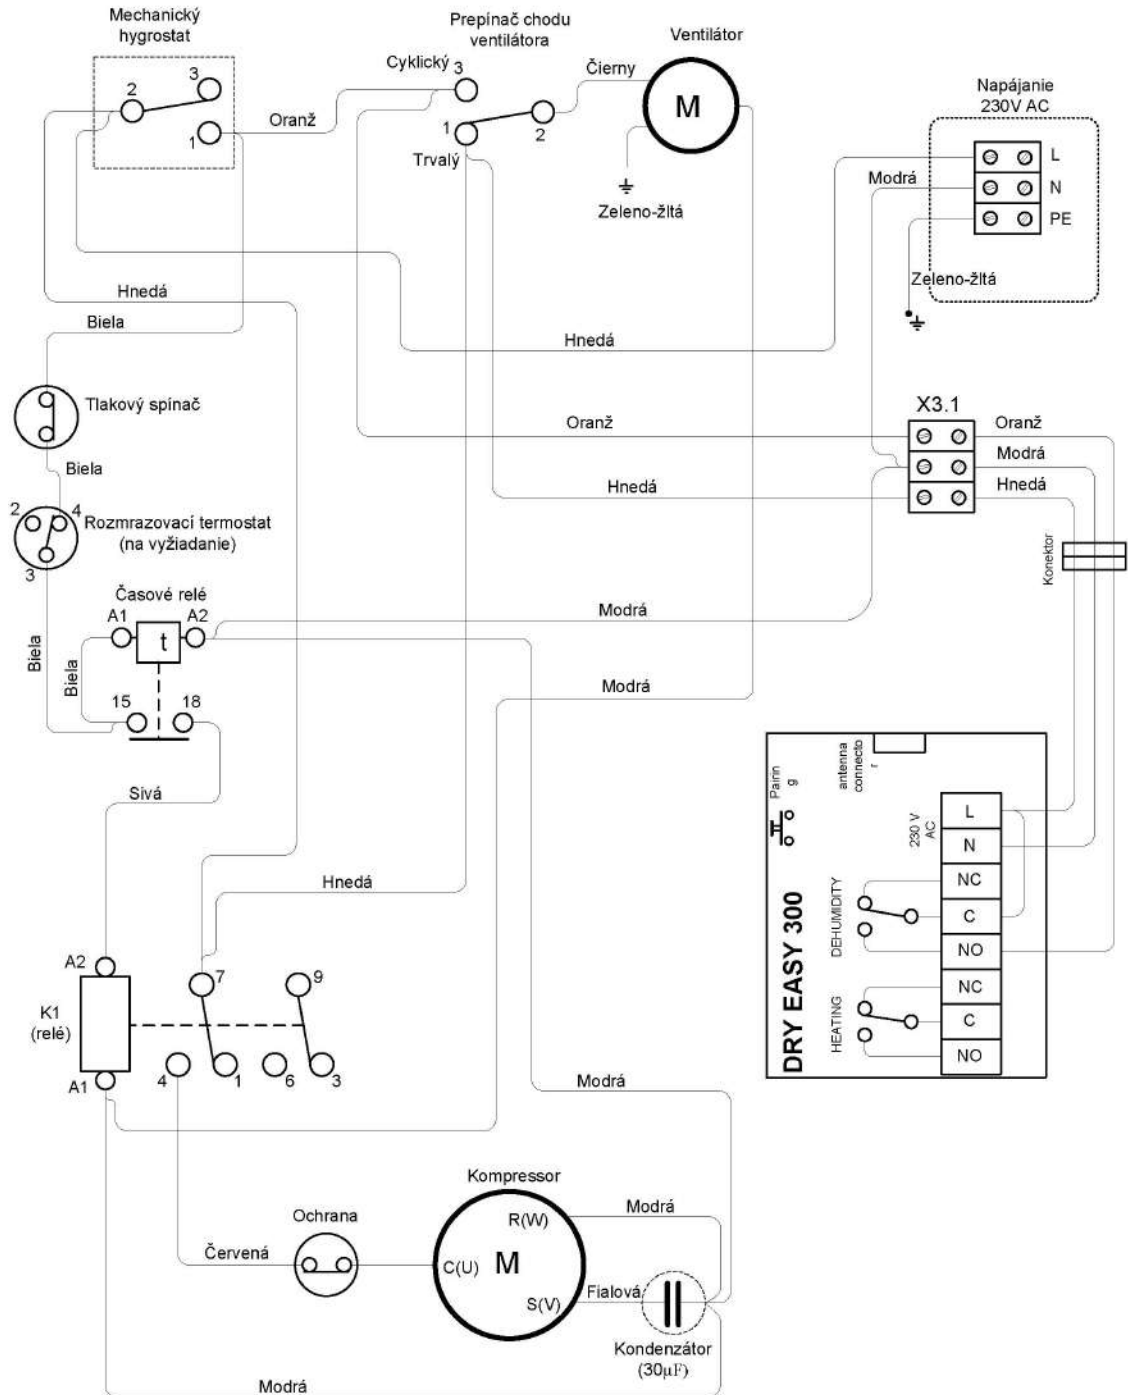 Mechanický
hygrostat
Prepínač chodu
ventilátora
Ventilátor
Napájanie
230V AC
Cyklický
3
3
2
1
Oranž
1
2
Trvalý
Čierny
M
Zeleno-žltá
Modrá
L
N
PE
Zeleno-žltá
Hnedá
Biela
Hnedá
Tlakový spínač
Oranž
X3.1
Oranž
Modrá
Hnedá
Hnedá
Biela
2
4
Rozmrazovací termostat
(na vyžiadanie)
3
Konektor
Časové relé
A1
A2
t
Modrá
Biela
Biela
Modrá
15
18
Sivá
Hnedá
Pairin
g
antenna
connecto
r
230 V
AC
L
N
NC
C
NO
NC
C
NO
DEHUMIDITY
HEATING
DRY EASY 300
A2
K1
(relé)
A1
7
9
4
1
6
3
Modrá
Kompressor
R(W)
Modrá
Ochrana
Červená
C(U)
M
S(V)
Fialová
Kondenzátor
(30µF)
Modrá